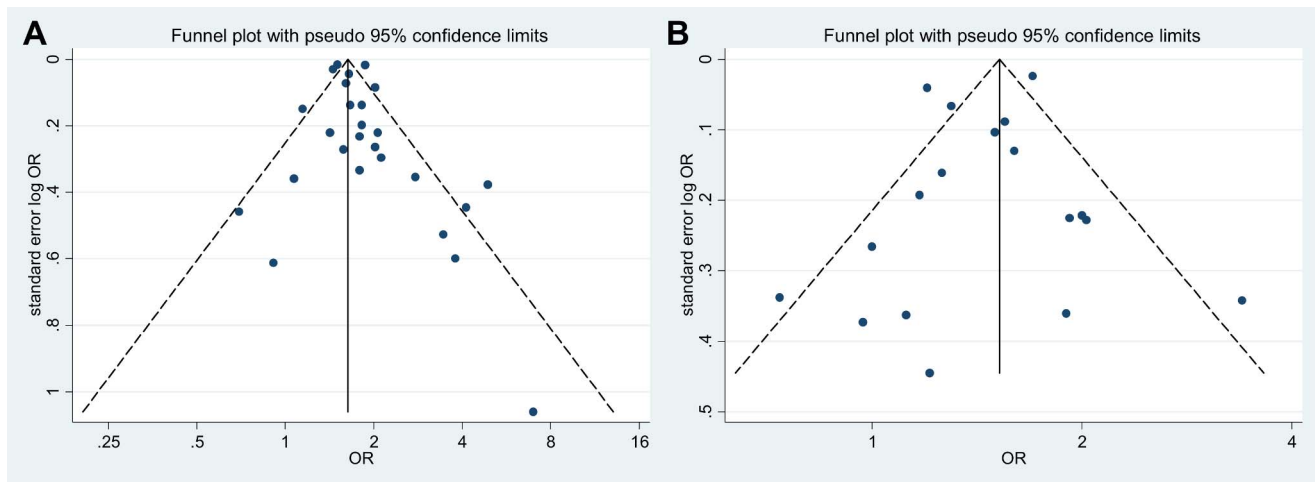 A
Funnel plot with pseudo 95% confidence limits
standard error log OR
0
.2
.4
.6
.8
1
.25 .5 1 2 4 8 16
OR
B
Funnel plot with pseudo 95% confidence limits
standard error log OR
0
.1
.2
.3
.4
.5
1 2 4
OR